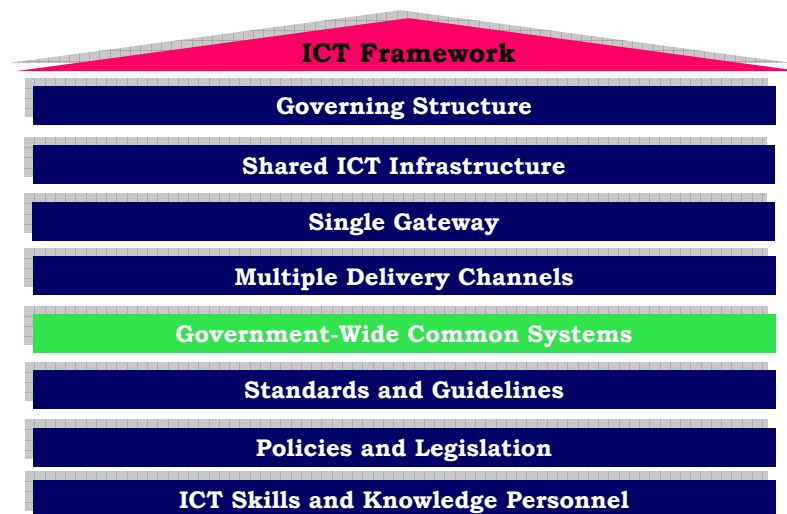 ICT Framework
Governing Structure
Shared ICT Infrastructure
Single Gateway
Multiple Delivery Channels
Government-Wide Common Systems
Standards and Guidelines
Policies and Legislation
ICT Skills and Knowledge Personnel